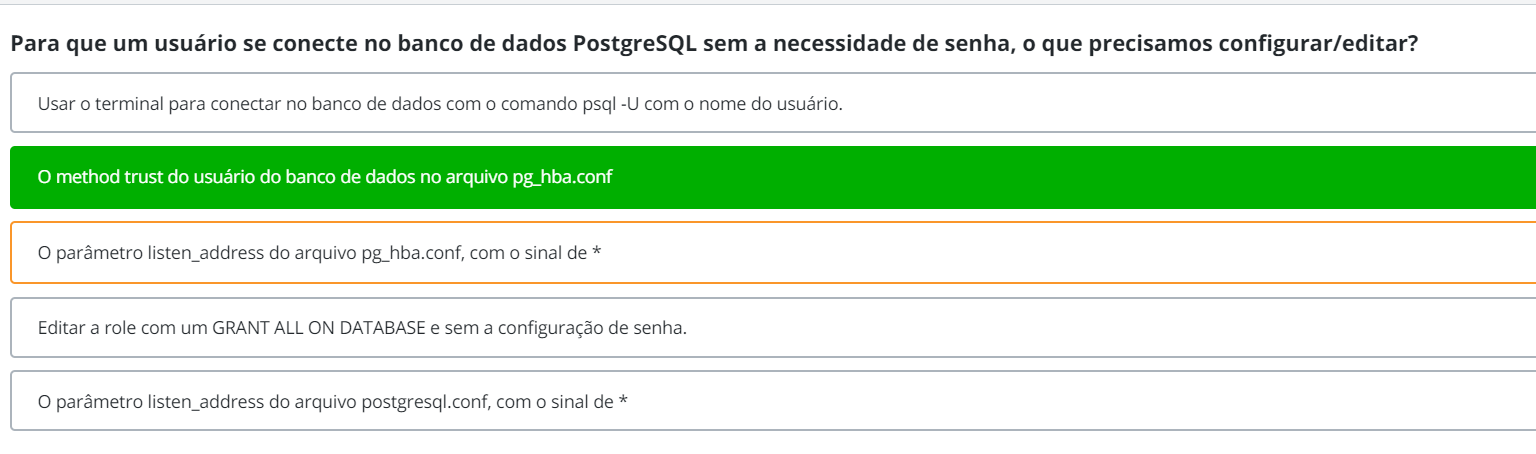 Para que um usuário se conecte no banco de dados PostgreSQL sem a necessidade de senha, o que precisamos configurar/editar?
Usar o terminal para conectar no banco de dados com o comando psql -U com o nome do usuário.
O method trust do usuário do banco de dados no arquivo pg_hba.conf
O parâmetro listen_address do arquivo pg_hba.conf, com o sinal de *
Editar a role com um GRANT ALL ON DATABASE e sem a configuração de senha.
O parâmetro listen_address do arquivo postgresql.conf, com o sinal de *